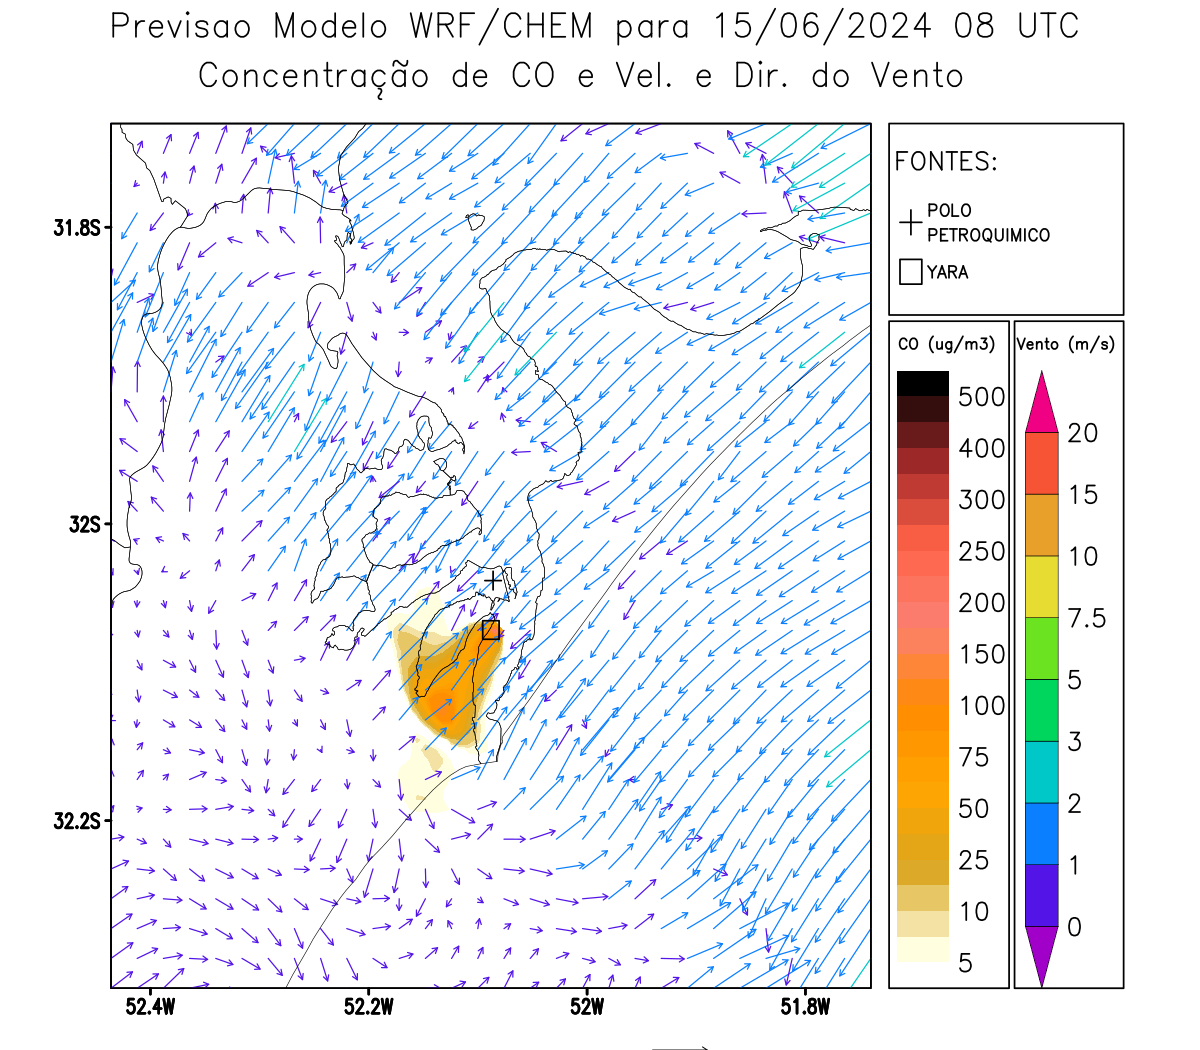 Previsao Modelo WRF/CHEM para 15/06/2024 08 UTC
Concentração de CO e Vel. e Dir. do Vento
FONTES:
POLO
PETROQUIMICO
YARA
CO (ug/m3)
500
400
300
250
200
150
100
75
50
25
10
5
Vento (m/s)
20
15
10
7.5
5
3
2
1
0
31.8S
32S
32.2S
52.4W
52.2W
52W
51.8W